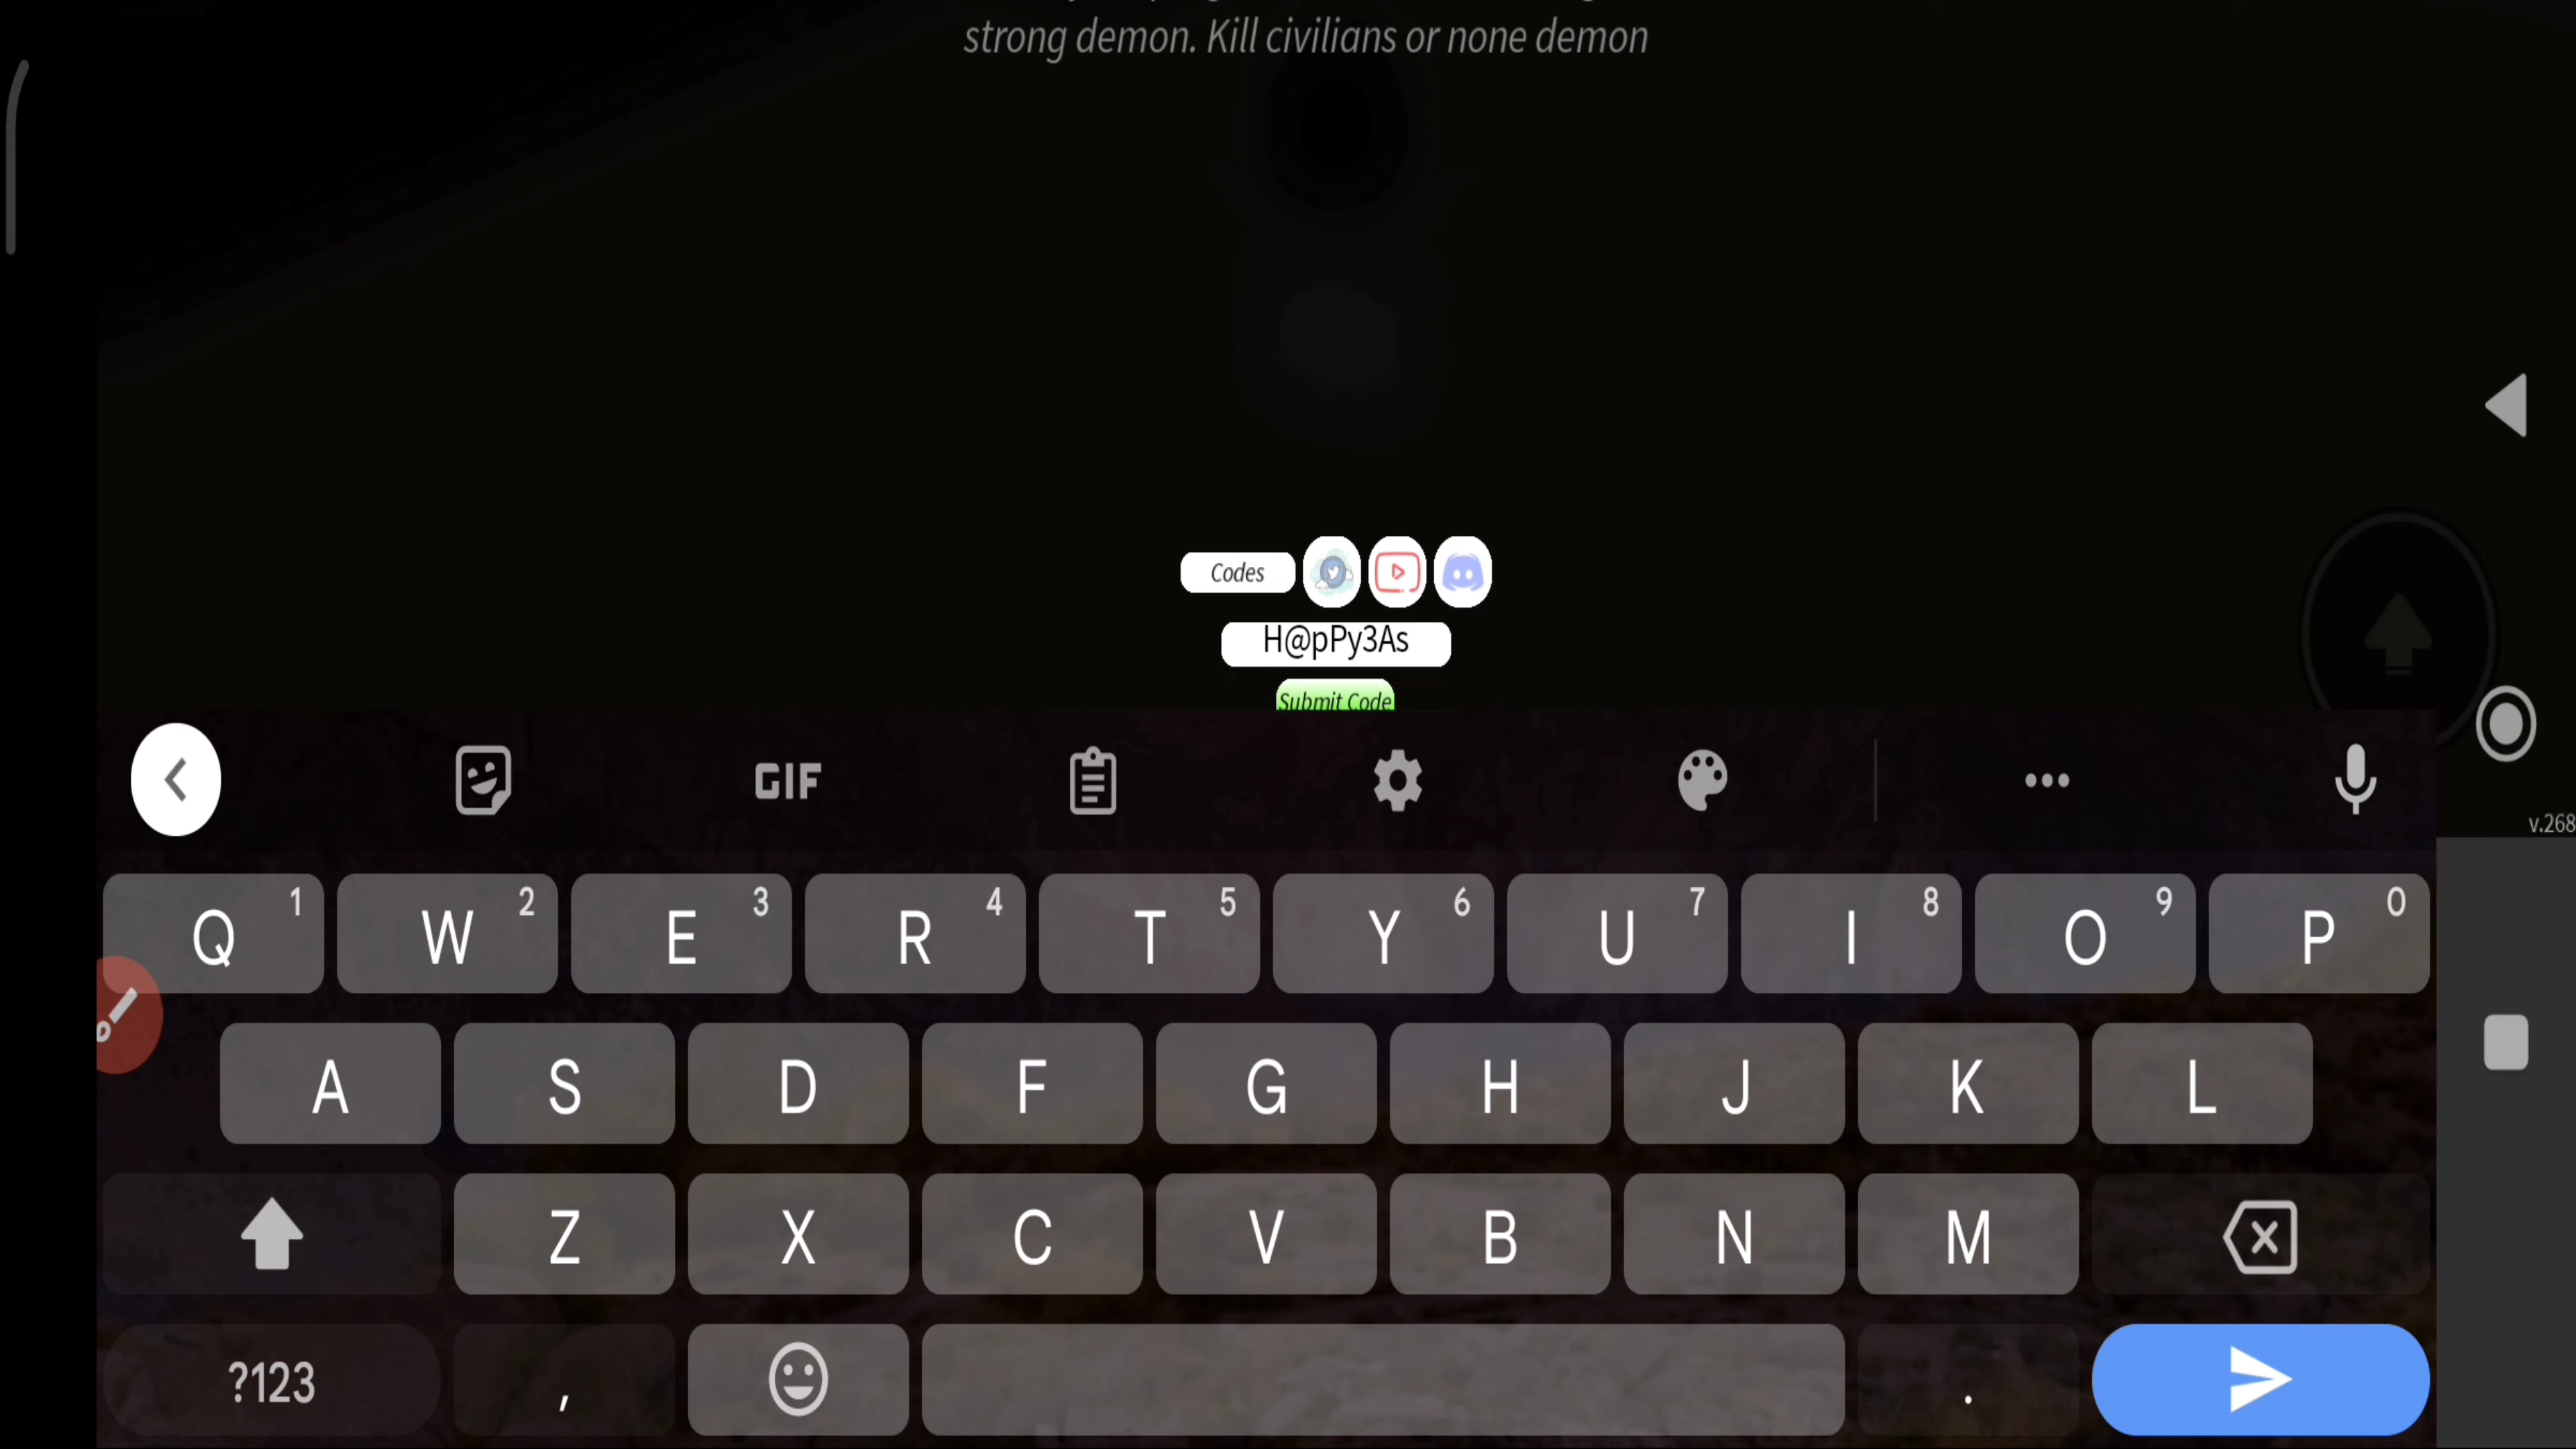 strong demon. Kill civilians or none demon
Codes
H@pPy3As
Submit Code
GIF
v.268
Q 1 W 2 E 3 R 4 T 5 Y 6 U 7 I 8 O 9 P 0
A S D F G H J K L
Z X C V B N M
?123 , .